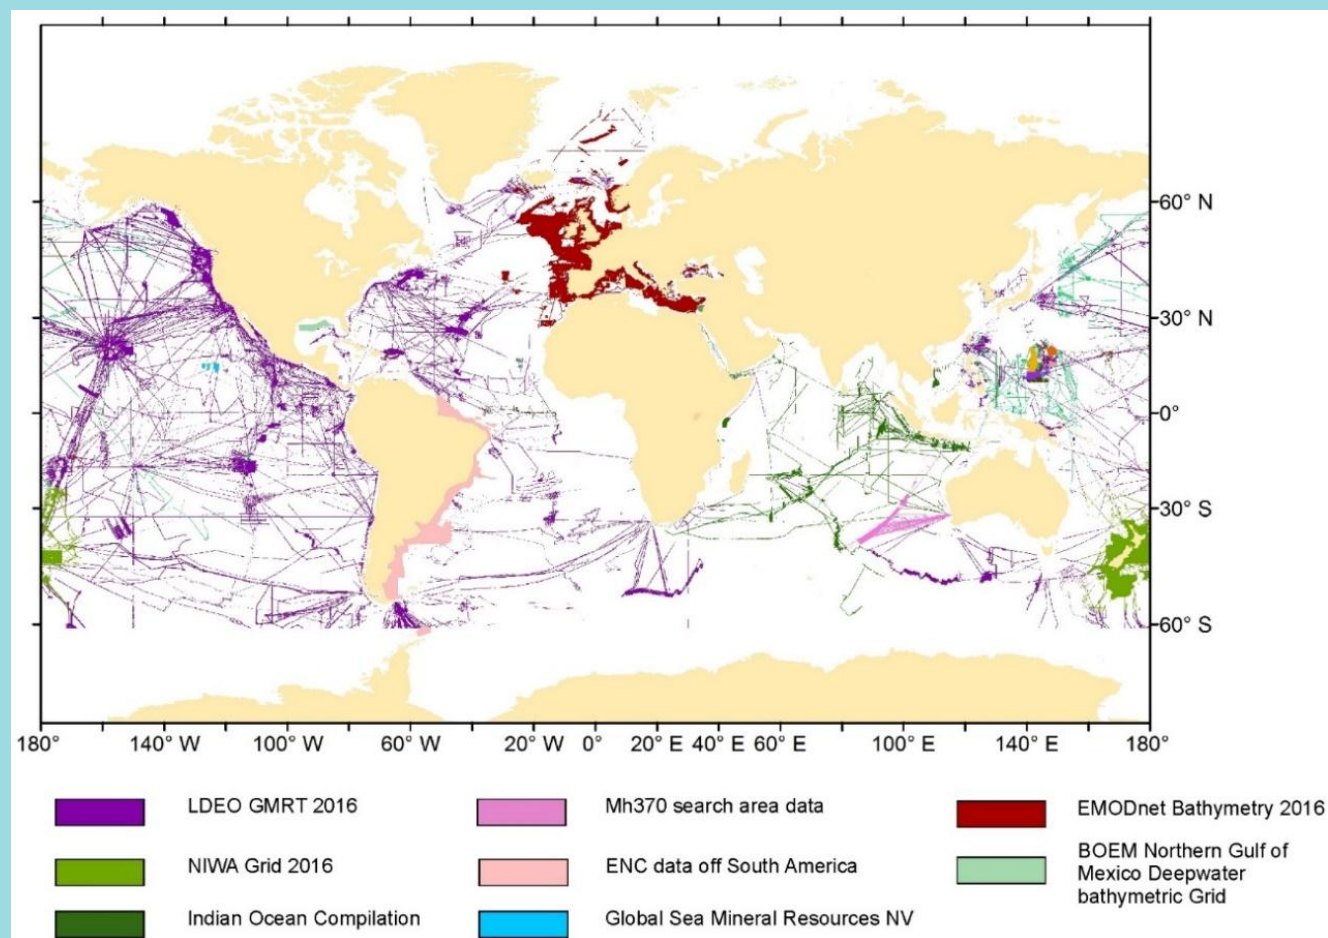 60° N
30° N
0°
30° S
60° S
180° 140° W 100° W 60° W 20° W 0° 20° E 40° E 60° E 100° E 140° E 180°
LDEO GMRT 2016
NIWA Grid 2016
Indian Ocean Compilation
Mh370 search area data
ENC data off South America
Global Sea Mineral Resources NV
EMODnet Bathymetry 2016
BOEM Northern Gulf of
Mexico Deepwater
bathymetric Grid